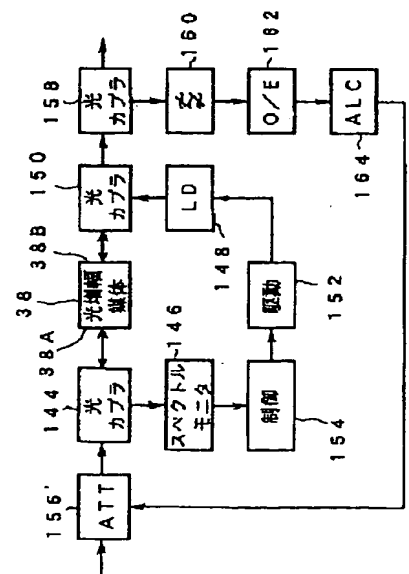 156'
ATT
144
光
カプラ
38A
38
38B
光増幅
媒体
150
光
カプラ
158
光
カプラ
146
スペクトル
モニタ
LD
148
160
O/E
162
制御
154
駆動
152
ALC
164